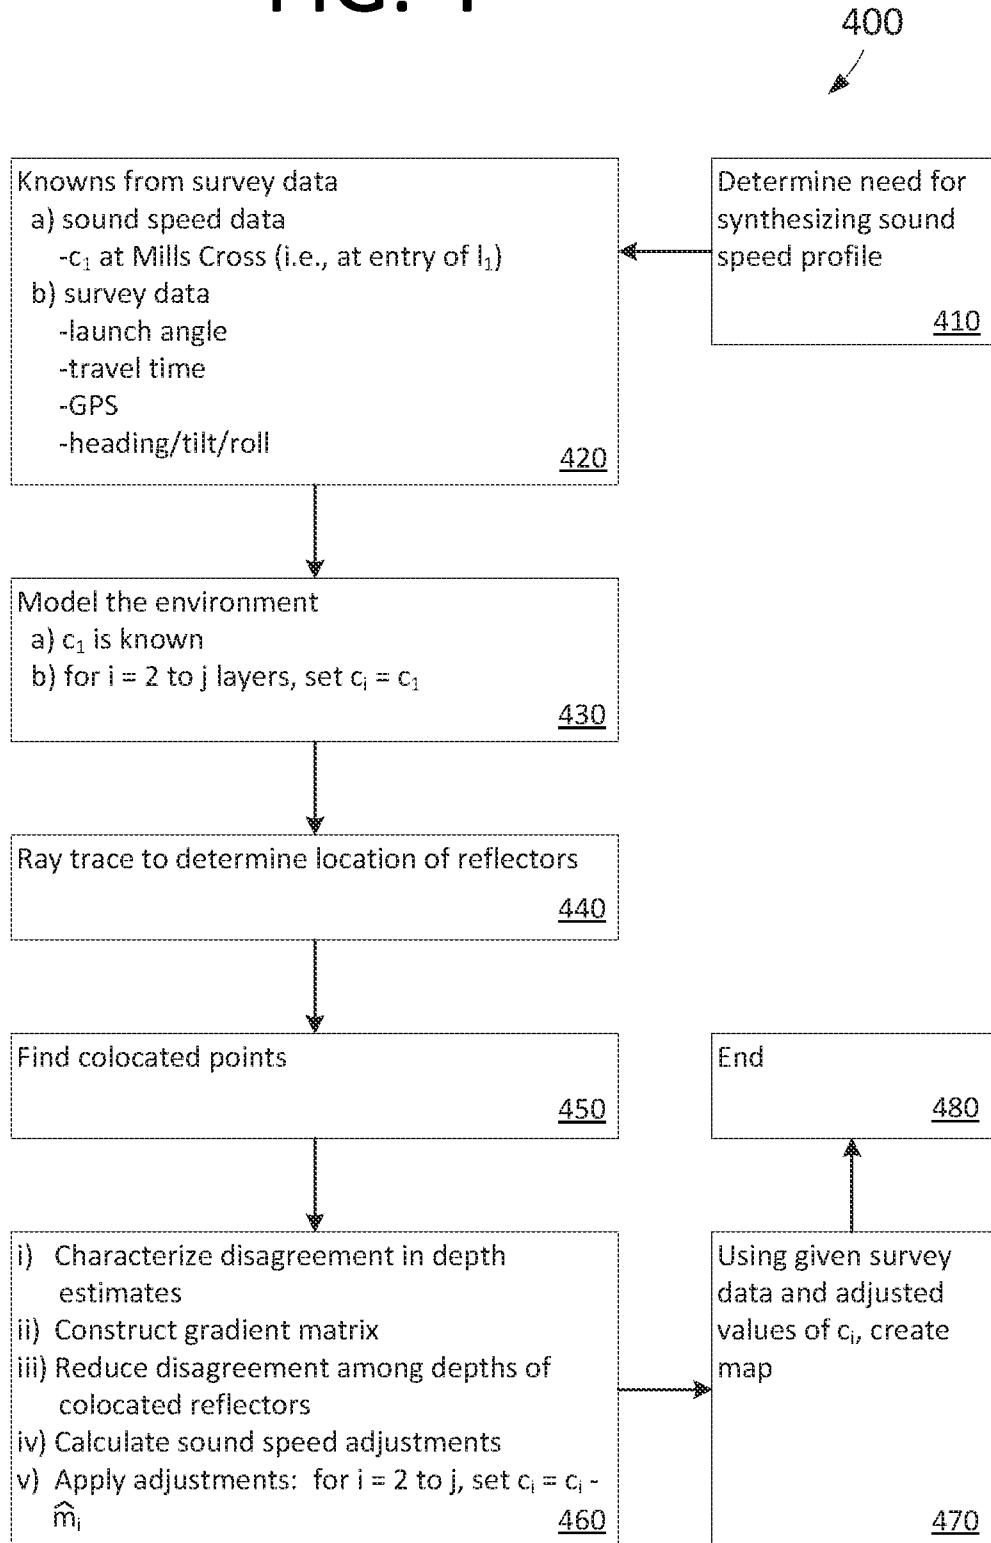 400
Determine need for
synthesizing sound
speed profile
410
Knowns from survey data
a) sound speed data
-c₁ at Mills Cross (i.e., at entry of l₁)
b) survey data
-launch angle
-travel time
-GPS
-heading/tilt/roll
420
Model the environment
a) c₁ is known
b) for i = 2 to j layers, set cᵢ = c₁
430
Ray trace to determine location of reflectors
440
Find colocated points
450
i) Characterize disagreement in depth
estimates
ii) Construct gradient matrix
iii) Reduce disagreement among depths of
colocated reflectors
iv) Calculate sound speed adjustments
v) Apply adjustments: for i = 2 to j, set cᵢ = cᵢ -
m̂ᵢ
460
Using given survey
data and adjusted
values of cᵢ, create
map
470
End
480